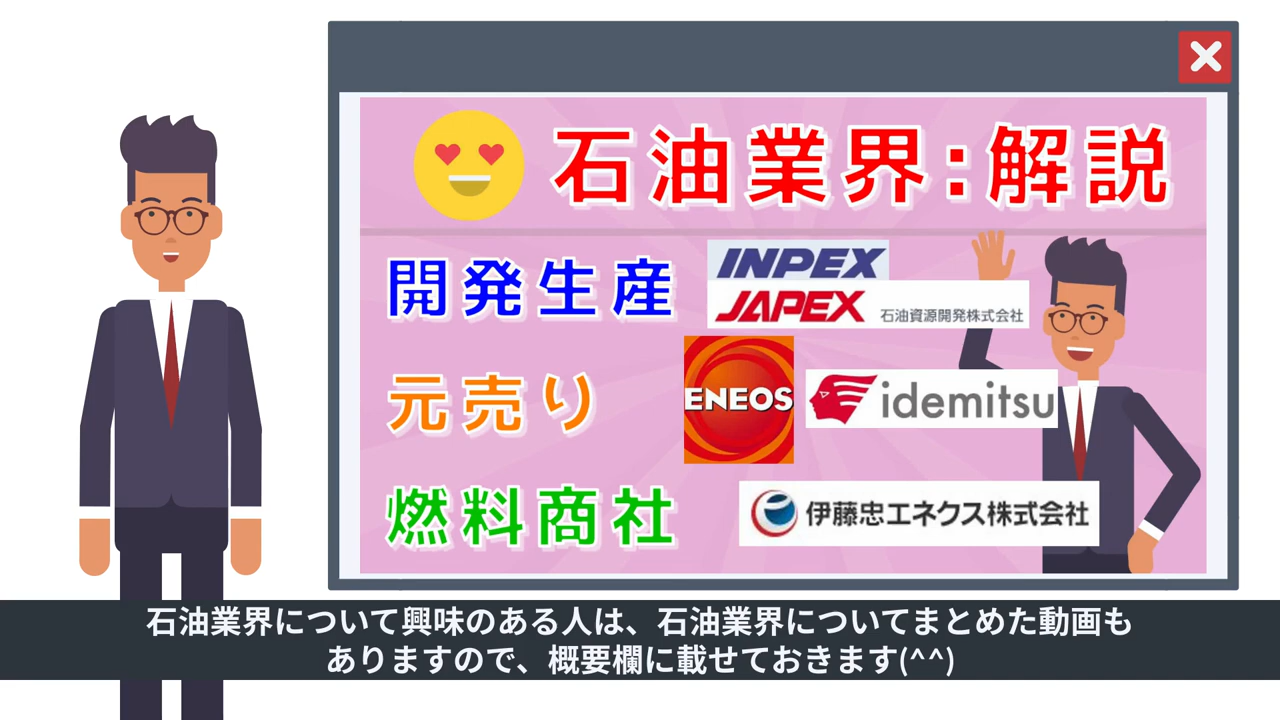 石油業界:解説
開発生産
INPEX
JAPEX 石油資源開発株式会社
元売り
ENEOS
idemitsu
燃料商社
伊藤忠エネクス株式会社
石油業界について興味のある人は、石油業界についてまとめた動画も
ありますので、概要欄に載せておきます(^^)